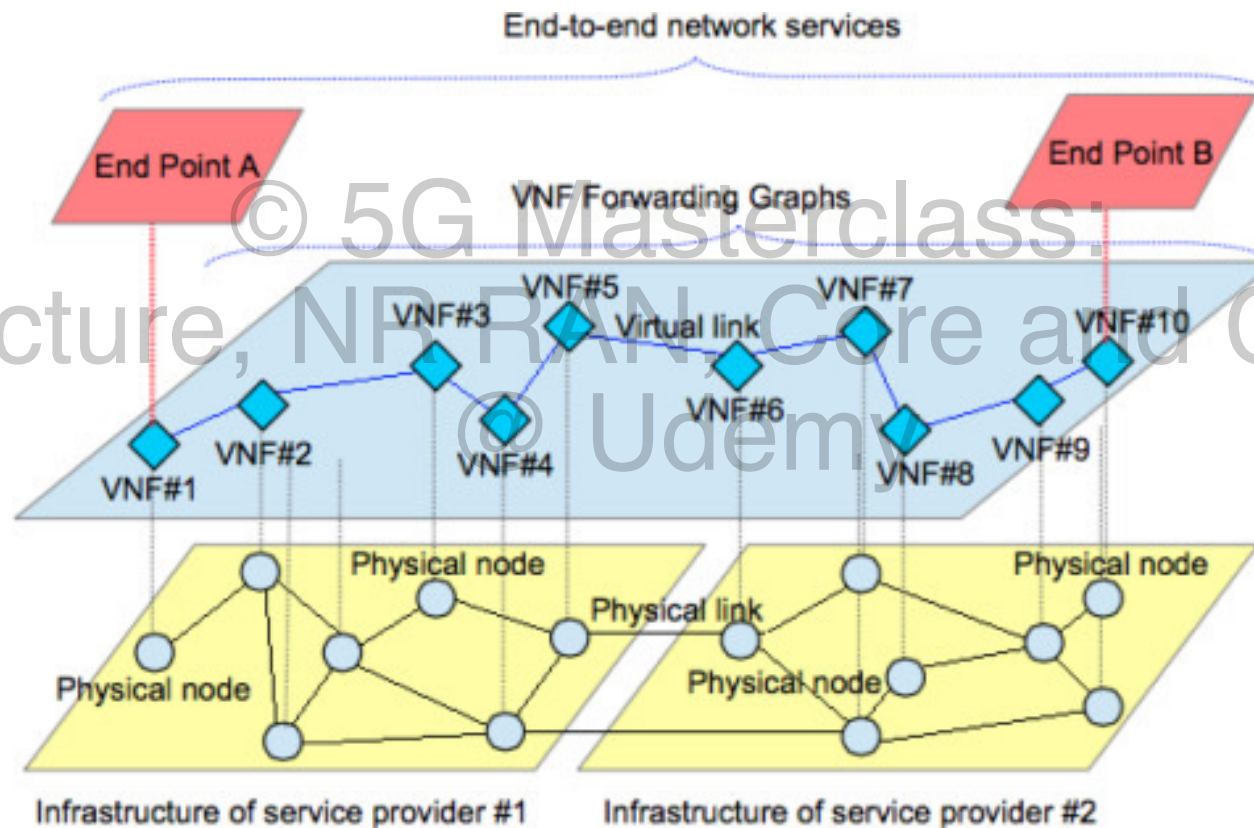 End-to-end network services
End Point A
End Point B
VNF Forwarding Graphs
© 5G Masterclass:
VNF#5
VNF#7
VNF#3
Virtual link
VNF#10
cture, NR RAN, Core and
VNF#6
@ Udemy
VNF#2
VNF#4
VNF#9
VNF#1
VNF#8
Physical node
Physical node
Physical link
Physical node
Physical node
Infrastructure of service provider #1
Infrastructure of service provider #2